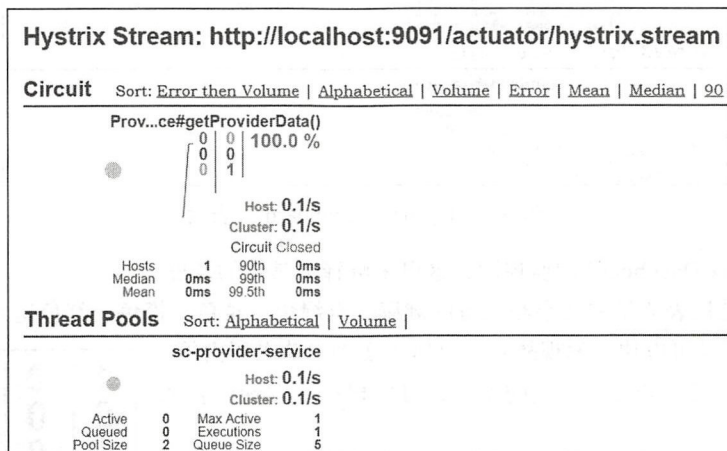 Hystrix Stream: http://localhost:9091/actuator/hystrix.stream
Circuit Sort: Error then Volume | Alphabetical | Volume | Error | Mean | Median | 90
Prov...ce#getProviderData()
0 0 100.0 %
0 0
0 1
Host: 0.1/s
Cluster: 0.1/s
Circuit Closed
Hosts 1 90th 0ms
Median 0ms 99th 0ms
Mean 0ms 99.5th 0ms
Thread Pools Sort: Alphabetical | Volume |
sc-provider-service
Host: 0.1/s
Cluster: 0.1/s
Active 0 Max Active 1
Queued 0 Executions 1
Pool Size 2 Queue Size 5